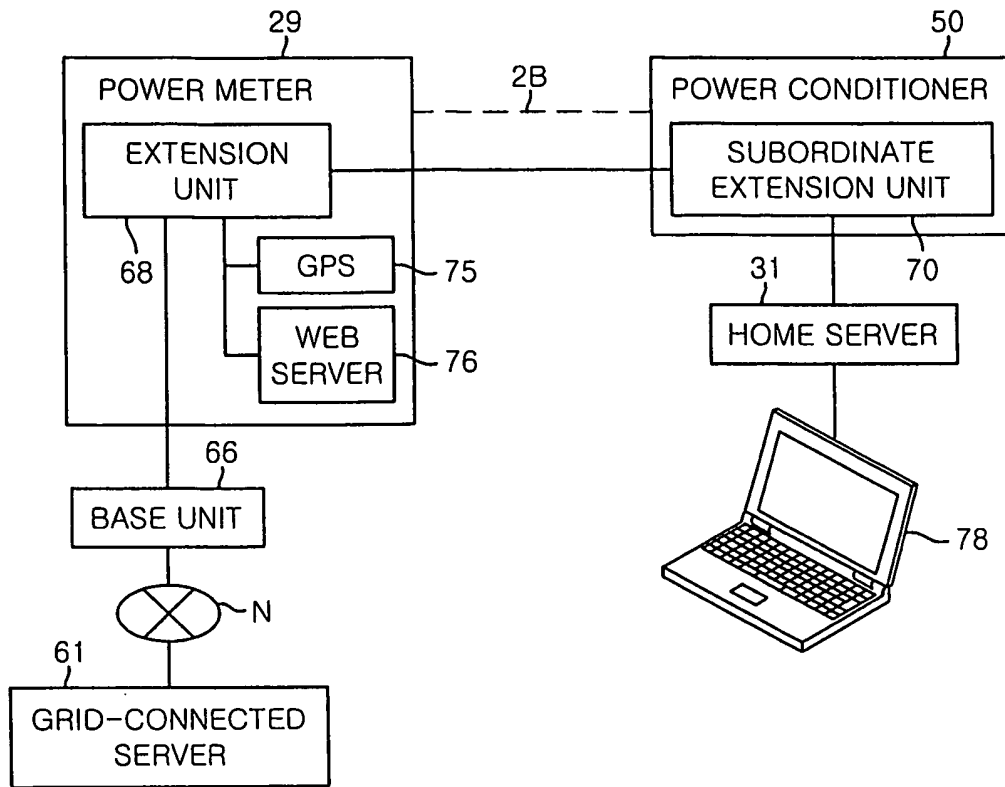 29
50
POWER METER
2B
POWER CONDITIONER
EXTENSION
UNIT
SUBORDINATE
EXTENSION UNIT
68
GPS
75
70
31
WEB
SERVER
76
HOME SERVER
66
BASE UNIT
78
N
61
GRID-CONNECTED
SERVER